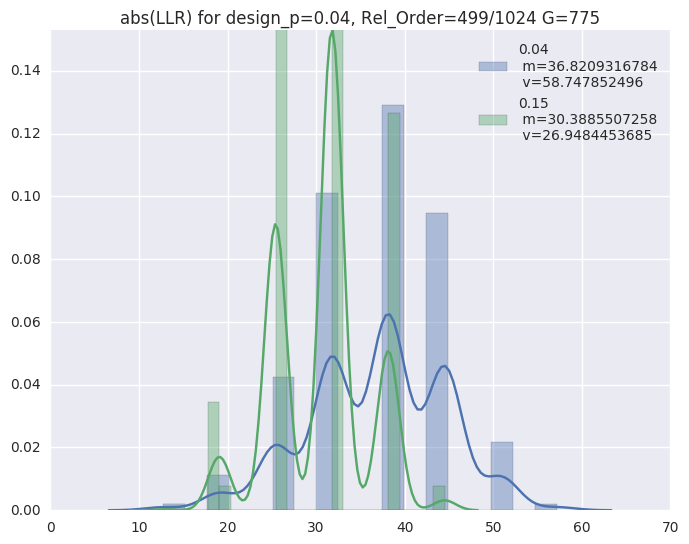 abs(LLR) for design_p=0.04, Rel_Order=499/1024 G=775
0.04
m=36.8209316784
v=58.747852496
0.15
m=30.3885507258
v=26.9484453685
0.14
0.12
0.10
0.08
0.06
0.04
0.02
0.00
0 10 20 30 40 50 60 70